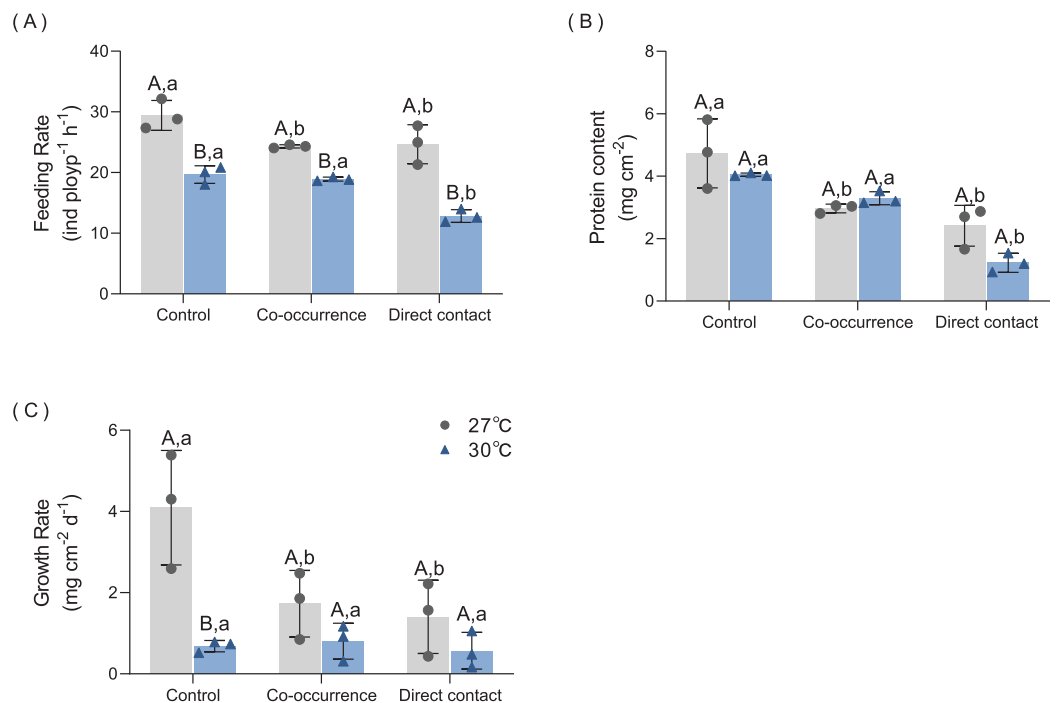 ( A )
Feeding Rate
(ind ployp⁻¹ h⁻¹)
40
30
20
10
0
A,a
B,a
A,b
B,a
A,b
B,b
Control
Co-occurrence
Direct contact
( B )
Protein content
(mg cm⁻²)
8
6
4
2
0
A,a
A,a
A,b
A,a
A,b
A,b
Control
Co-occurrence
Direct contact
( C )
Growth Rate
(mg cm⁻² d⁻¹)
6
4
2
0
27°C
30°C
A,a
B,a
A,b
A,a
A,b
A,a
Control
Co-occurrence
Direct contact